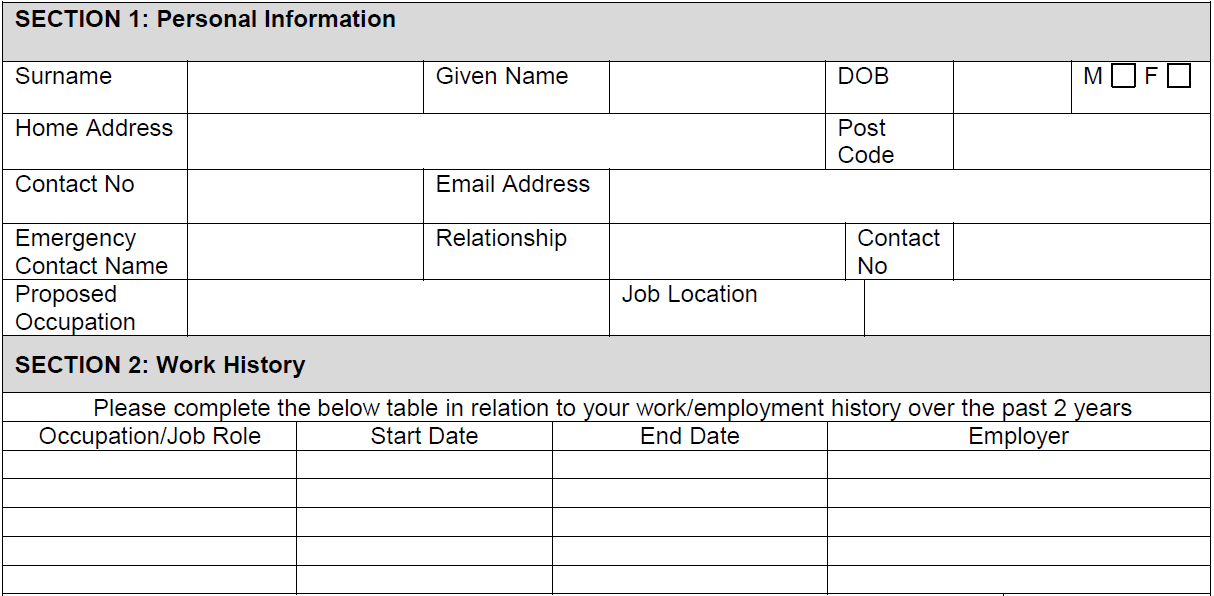 SECTION 1: Personal Information
Surname Given Name DOB M F
Home Address Post
Code
Contact No Email Address
Emergency Relationship Contact
Contact Name No
Proposed Job Location
Occupation
SECTION 2: Work History
Please complete the below table in relation to your work/employment history over the past 2 years
Occupation/Job Role Start Date End Date Employer